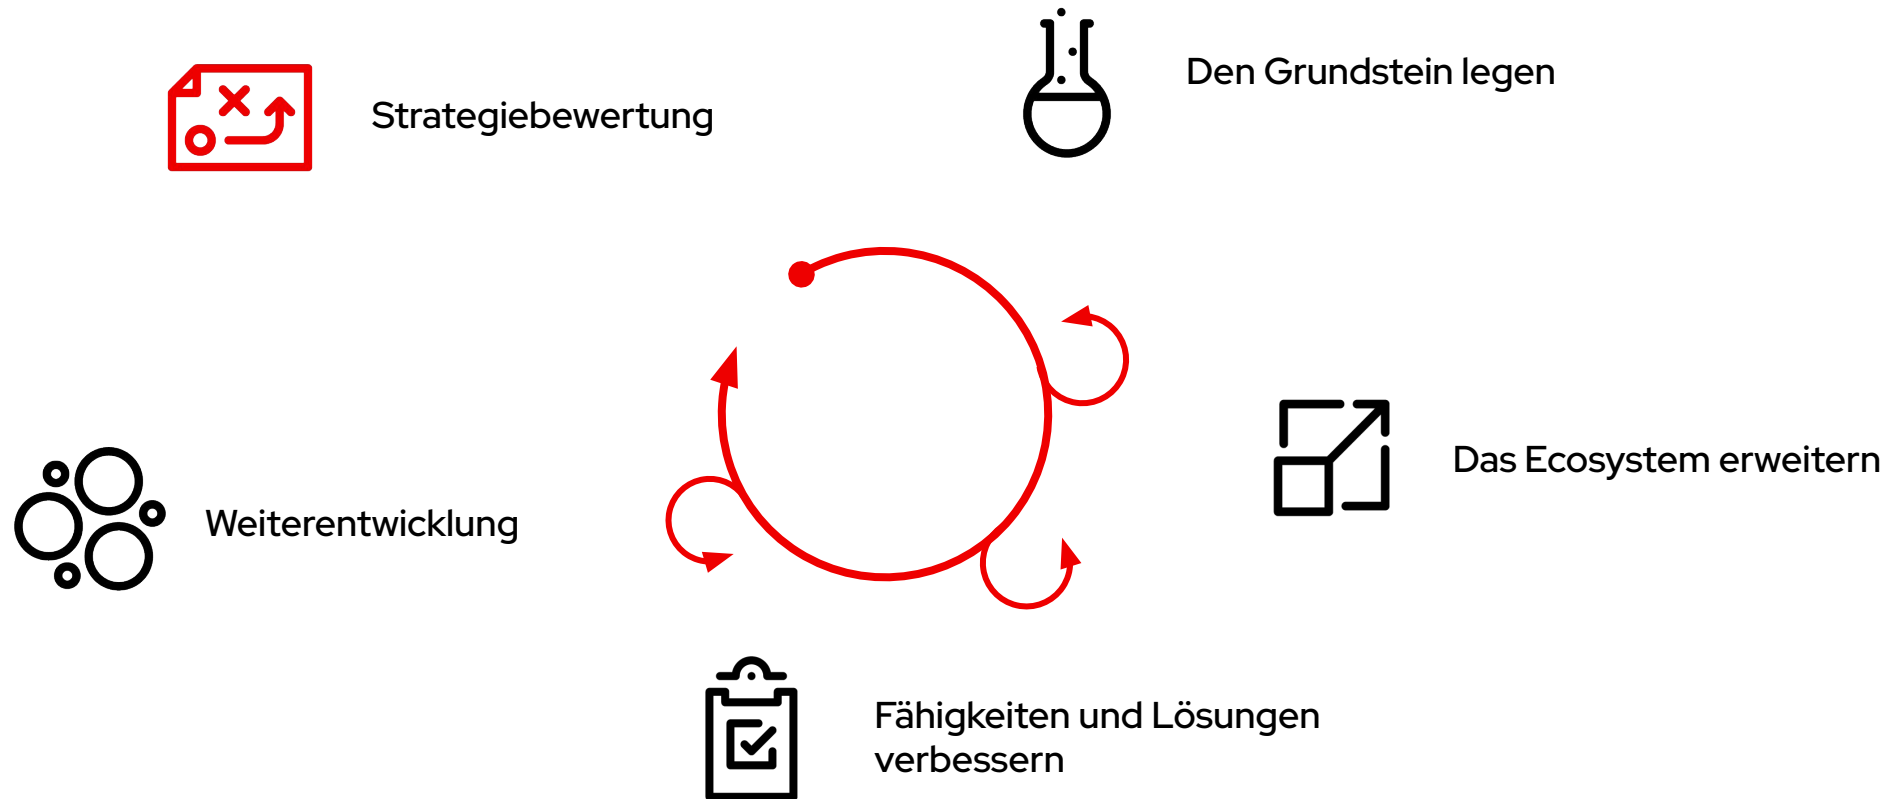 Strategiebewertung
Den Grundstein legen
Das Ecosystem erweitern
Fähigkeiten und Lösungen
verbessern
Weiterentwicklung